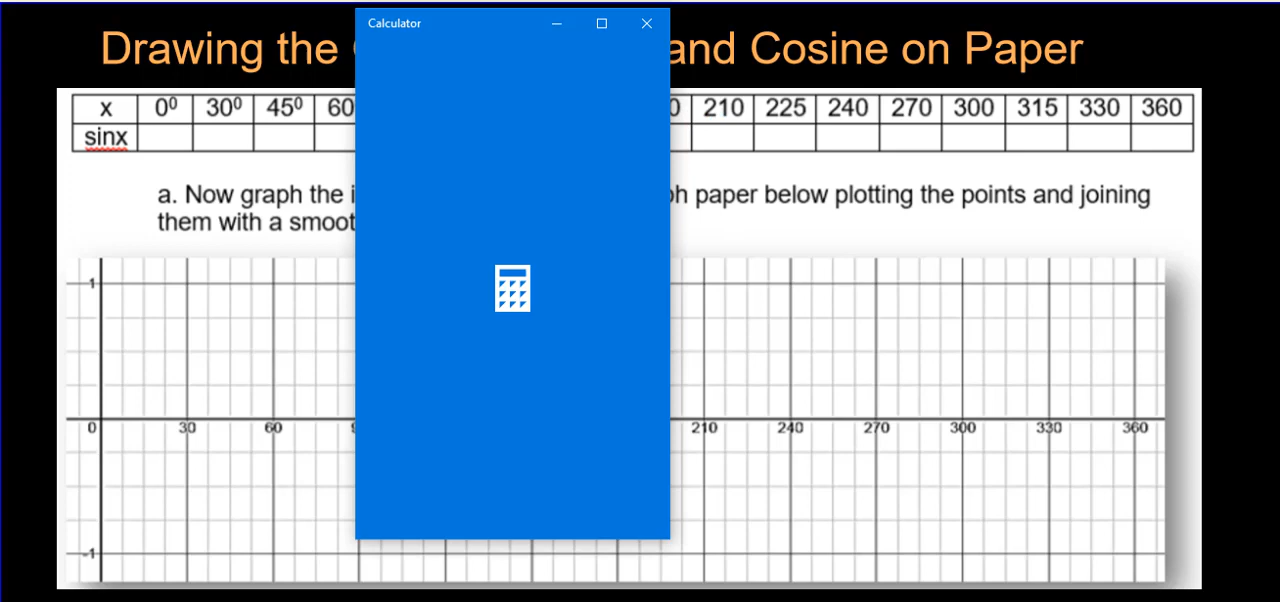 Calculator
Drawing the and Cosine on Paper
x 0⁰ 30⁰ 45⁰ 60 0 210 225 240 270 300 315 330 360
sinx
a. Now graph the paper below plotting the points and joining
them with a smoot
1
0 30 60 210 240 270 300 330 360
-1